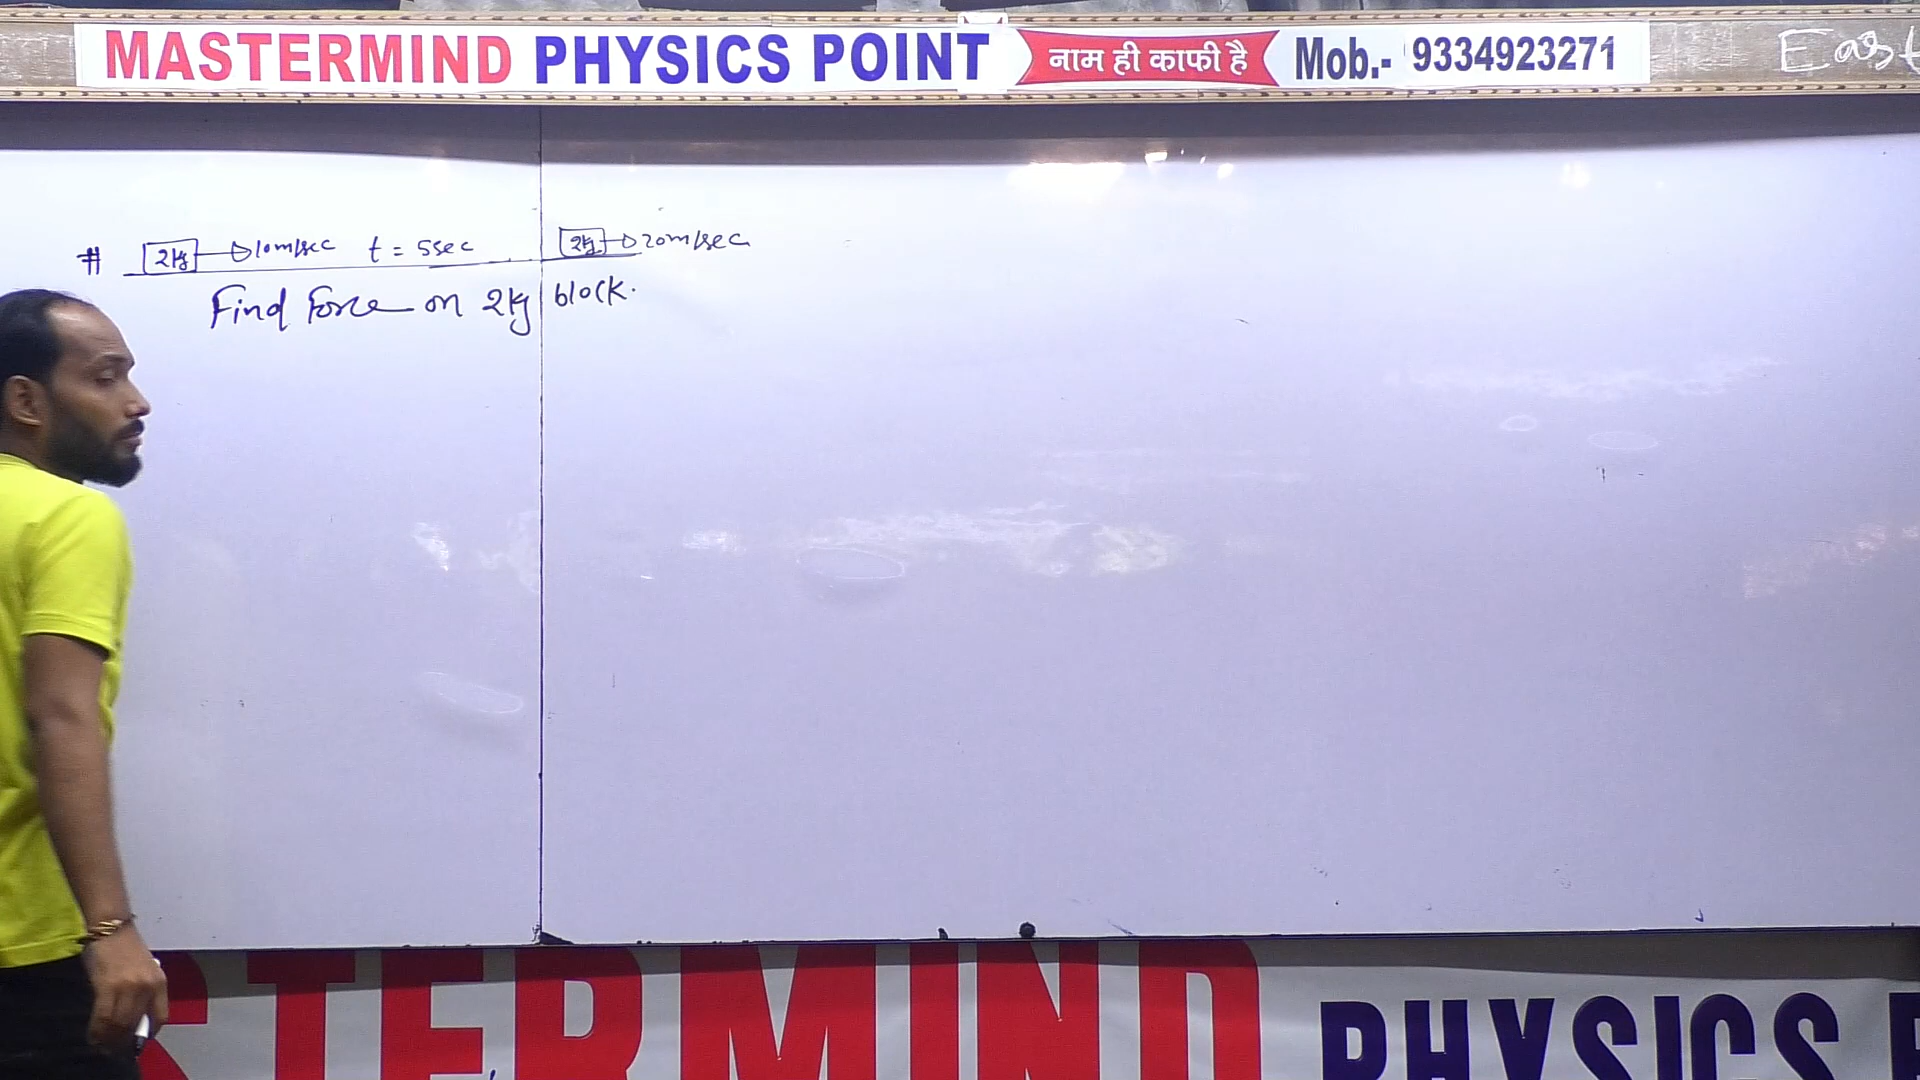 MASTERMIND PHYSICS POINT नाम ही काफी है Mob.- 9334923271 East
# 2kg 10m/sec t = 5sec 2kg 20m/sec
Find Force on 2kg block.
STERMIND PHYSICS